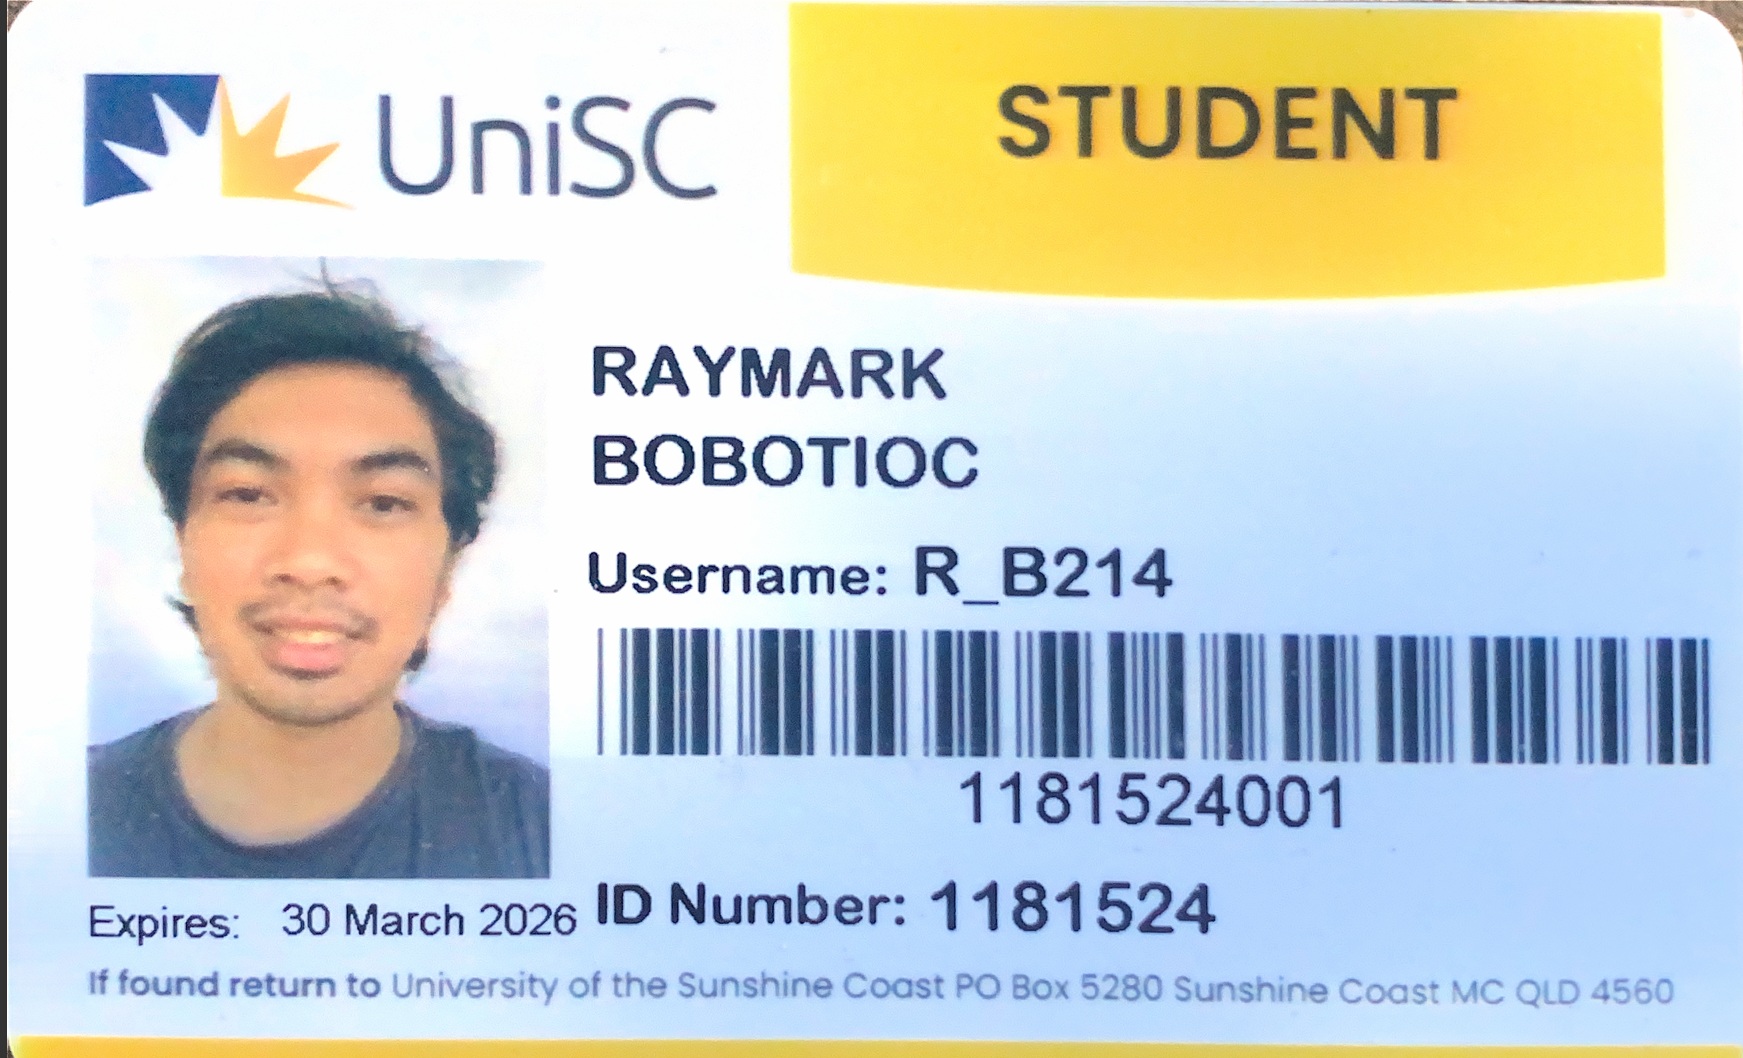 UniSC
STUDENT
RAYMARK
BOBOTIOC
Username: R_B214
1181524001
Expires: 30 March 2026
ID Number: 1181524
If found return to University of the Sunshine Coast PO Box 5280 Sunshine Coast MC QLD 4560